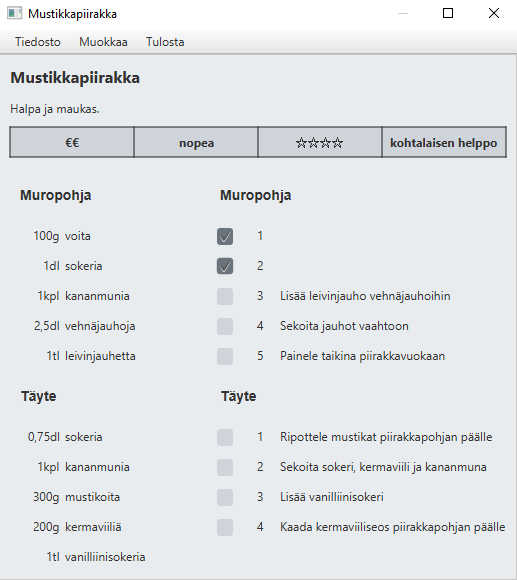 Mustikkapiirakka
Tiedosto Muokkaa Tulosta
Mustikkapiirakka
Halpa ja maukas.
€€ nopea ☆☆☆☆ kohtalaisen helppo
Muropohja Muropohja
100g voita 1
1dl sokeria 2
1kpl kananmunia 3 Lisää leivinjauho vehnäjauhoihin
2,5dl vehnäjauhoja 4 Sekoita jauhot vaahtoon
1tl leivinjauhetta 5 Painele taikina piirakkavuokaan
Täyte Täyte
0,75dl sokeria 1 Ripottele mustikat piirakkapohjan päälle
1kpl kananmunia 2 Sekoita sokeri, kermaviili ja kananmuna
300g mustikoita 3 Lisää vanilliinisokeri
200g kermaviiliä 4 Kaada kermaviiliseos piirakkapohjan päälle
1tl vanilliinisokeria